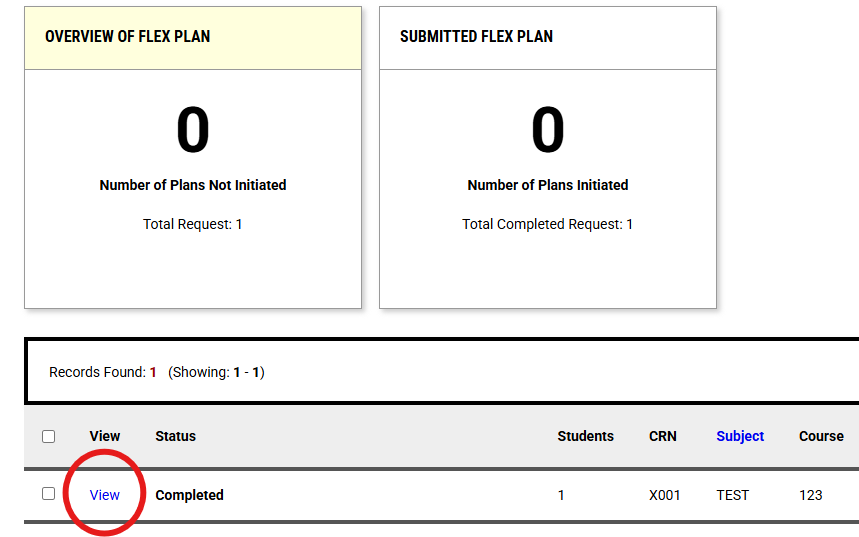 OVERVIEW OF FLEX PLAN
0
Number of Plans Not Initiated
Total Request: 1
SUBMITTED FLEX PLAN
0
Number of Plans Initiated
Total Completed Request: 1
Records Found: 1 (Showing: 1 - 1)
View Status Students CRN Subject Course
View Completed 1 X001 TEST 123